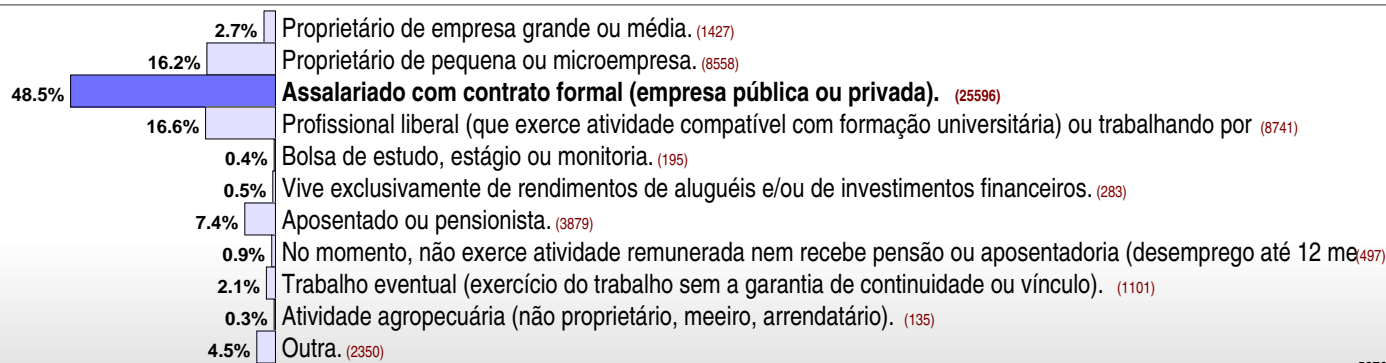 2.7% Proprietário de empresa grande ou média. (1427)
16.2% Proprietário de pequena ou microempresa. (8558)
48.5% Assalariado com contrato formal (empresa pública ou privada). (25596)
16.6% Profissional liberal (que exerce atividade compatível com formação universitária) ou trabalhando por (8741)
0.4% Bolsa de estudo, estágio ou monitoria. (195)
0.5% Vive exclusivamente de rendimentos de aluguéis e/ou de investimentos financeiros. (283)
7.4% Aposentado ou pensionista. (3879)
0.9% No momento, não exerce atividade remunerada nem recebe pensão ou aposentadoria (desemprego até 12 me(497)
2.1% Trabalho eventual (exercício do trabalho sem a garantia de continuidade ou vínculo). (1101)
0.3% Atividade agropecuária (não proprietário, meeiro, arrendatário). (135)
4.5% Outra. (2350)